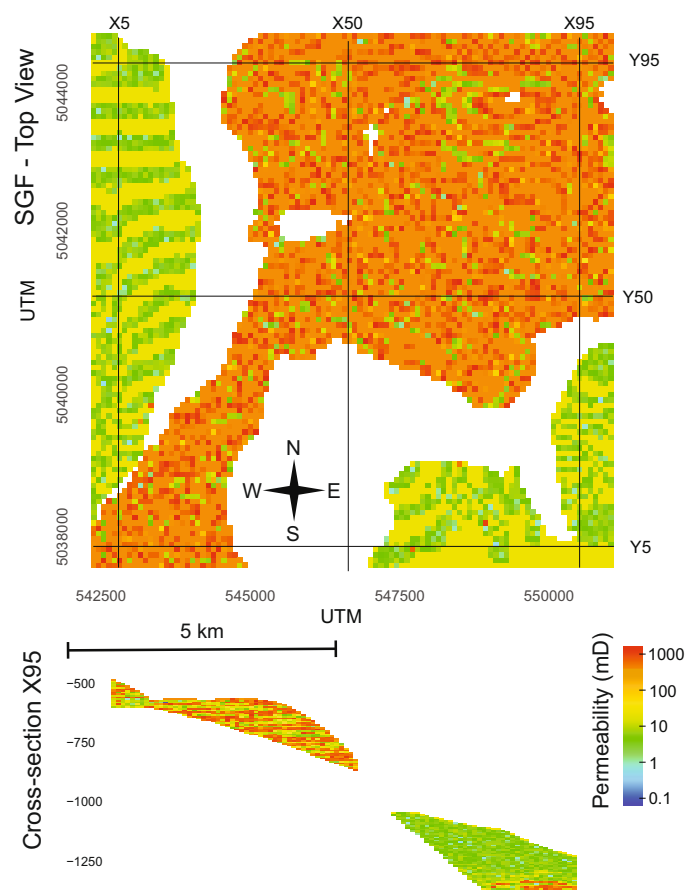 X5 X50 X95
SGF - Top View
UTM
5044000
5042000
5040000
5038000
Y95
Y50
Y5
N
W E
S
542500 545000 547500 550000
UTM
5 km
Cross-section X95
−500
−750
−1000
−1250
Permeability (mD)
1000
100
10
1
0.1